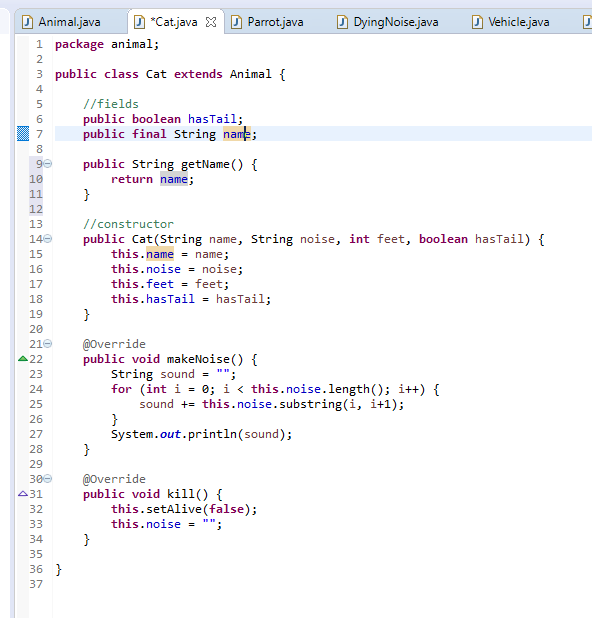 Animal.java *Cat.java Parrot.java DyingNoise.java Vehicle.java
1 package animal;
2
3 public class Cat extends Animal {
4
5     //fields
6     public boolean hasTail;
7     public final String name;
8
9     public String getName() {
10         return name;
11     }
12
13     //constructor
14     public Cat(String name, String noise, int feet, boolean hasTail) {
15         this.name = name;
16         this.noise = noise;
17         this.feet = feet;
18         this.hasTail = hasTail;
19     }
20
21     @Override
22     public void makeNoise() {
23         String sound = "";
24         for (int i = 0; i < this.noise.length(); i++) {
25             sound += this.noise.substring(i, i+1);
26         }
27         System.out.println(sound);
28     }
29
30     @Override
31     public void kill() {
32         this.setAlive(false);
33         this.noise = "";
34     }
35
36 }
37